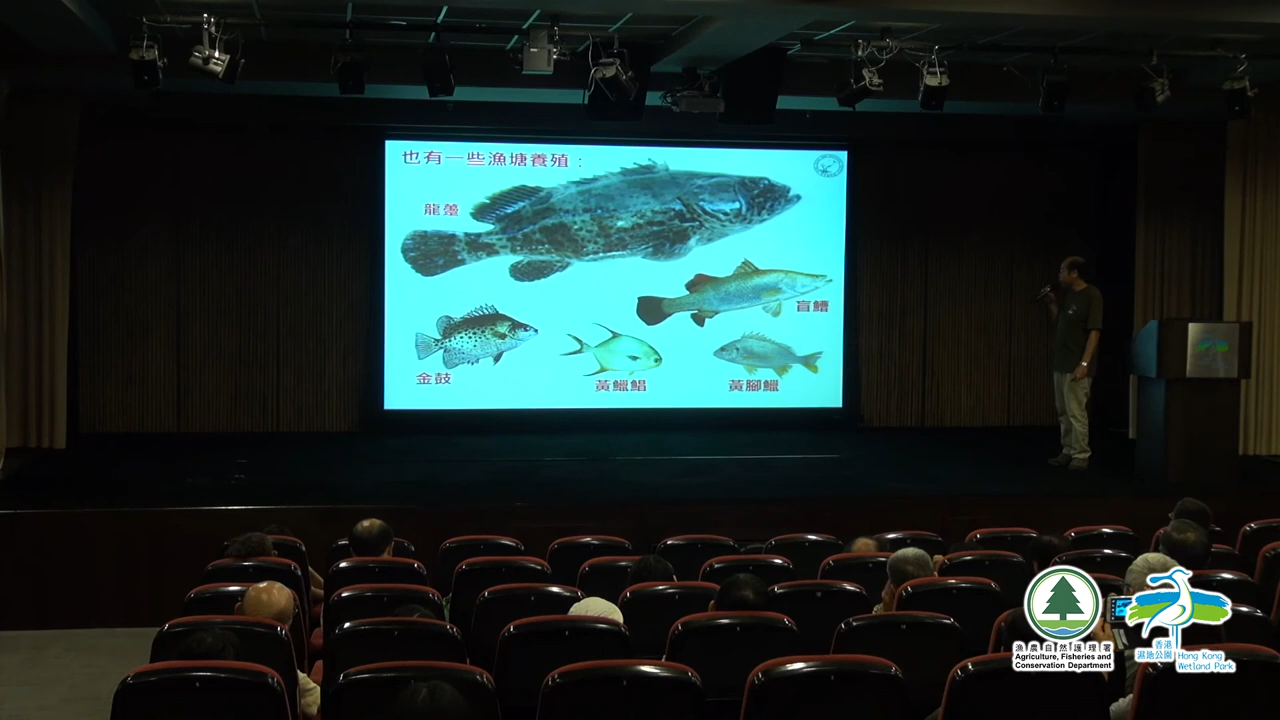 也有一些漁塘養殖：
龍躉
盲鰽
金鼓
黃鱲鯧
黃腳鱲
漁農自然護理署
Agriculture, Fisheries and
Conservation Department
香港
濕地公園
Hong Kong
Wetland Park